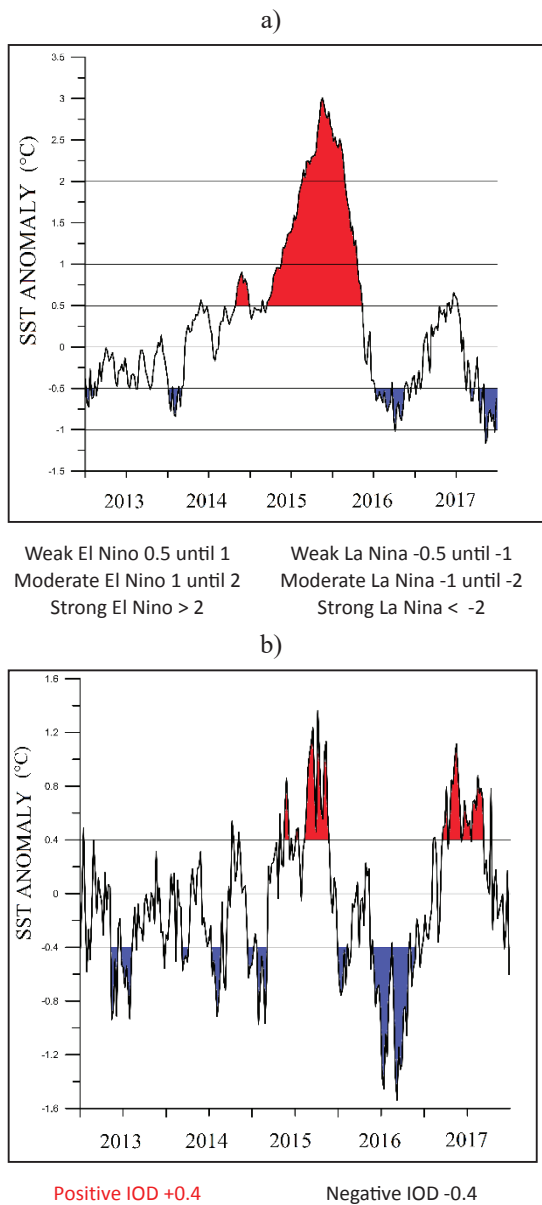 a)
SST ANOMALY (°C)
3.5
3
2.5
2
1.5
1
0.5
0
-0.5
-1
-1.5
2013 2014 2015 2016 2017
Weak El Nino 0.5 until 1 Weak La Nina -0.5 until -1
Moderate El Nino 1 until 2 Moderate La Nina -1 until -2
Strong El Nino > 2 Strong La Nina < -2
b)
SST ANOMALY (°C)
1.6
1.2
0.8
0.4
0
-0.4
-0.8
-1.2
-1.6
2013 2014 2015 2016 2017
Positive IOD +0.4 Negative IOD -0.4